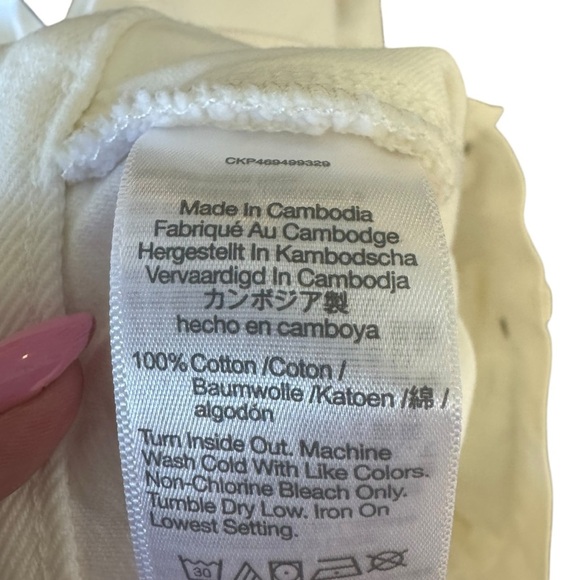 CKP469499329
Made In Cambodia
Fabriqué Au Cambodge
Hergestellt In Kambodscha
Vervaardigd In Cambodja
カンボジア製
hecho en camboya
100% Cotton /Coton /
Baumwolle /Katoen /綿 /
algodón
Turn Inside Out. Machine
Wash Cold With Like Colors.
Non-Chlorine Bleach Only.
Tumble Dry Low. Iron On
Lowest Setting.
30